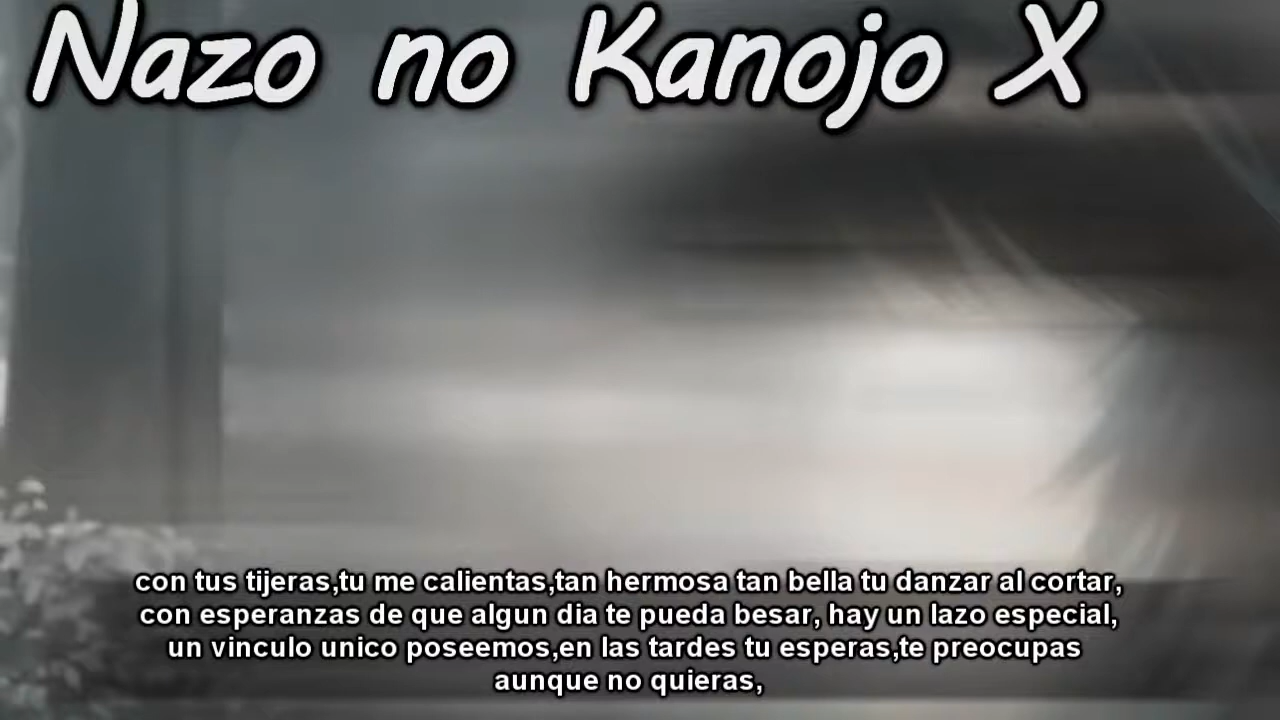 Nazo no Kanojo X
con tus tijeras,tu me calientas,tan hermosa tan bella tu danzar al cortar,
con esperanzas de que algun dia te pueda besar, hay un lazo especial,
un vinculo unico poseemos,en las tardes tu esperas,te preocupas
aunque no quieras,